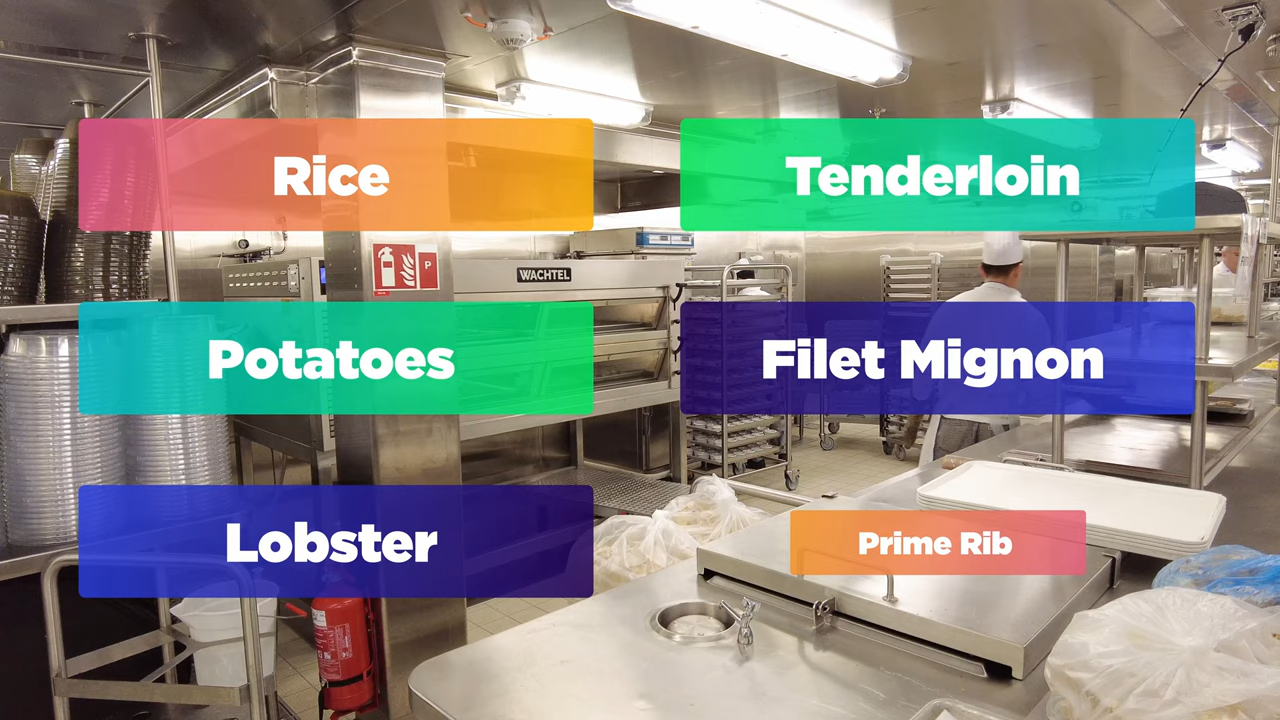 Rice
Tenderloin
WACHTEL
P
Potatoes
Filet Mignon
Lobster
Prime Rib